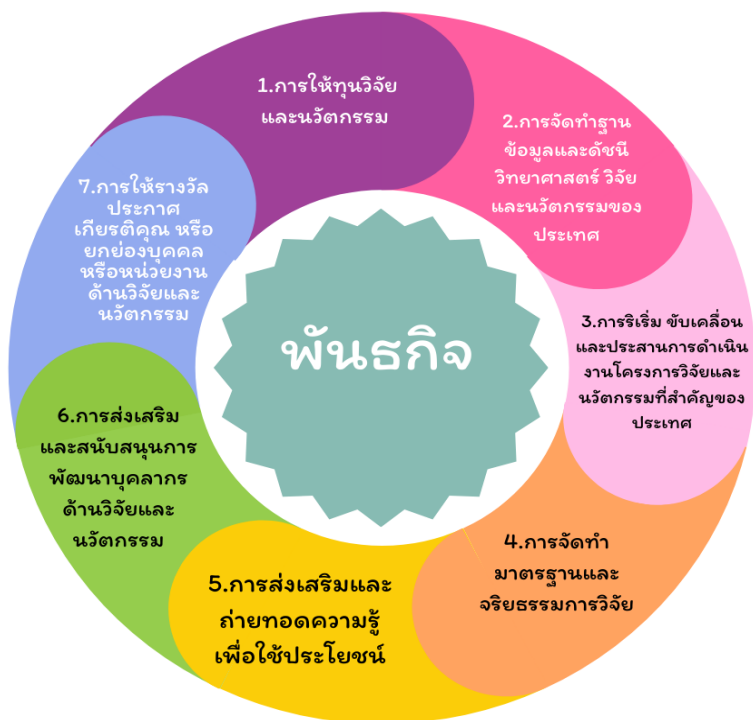 พันธกิจ
1.การให้ทุนวิจัย
และนวัตกรรม
2.การจัดทำฐาน
ข้อมูลและดัชนี
วิทยาศาสตร์ วิจัย
และนวัตกรรมของ
ประเทศ
3.การริเริ่ม ขับเคลื่อน
และประสานการดำเนิน
งานโครงการวิจัยและ
นวัตกรรมที่สำคัญของ
ประเทศ
4.การจัดทำ
มาตรฐานและ
จริยธรรมการวิจัย
5.การส่งเสริมและ
ถ่ายทอดความรู้
เพื่อใช้ประโยชน์
6.การส่งเสริม
และสนับสนุนการ
พัฒนาบุคลากร
ด้านวิจัยและ
นวัตกรรม
7.การให้รางวัล
ประกาศ
เกียรติคุณ หรือ
ยกย่องบุคคล
หรือหน่วยงาน
ด้านวิจัยและ
นวัตกรรม